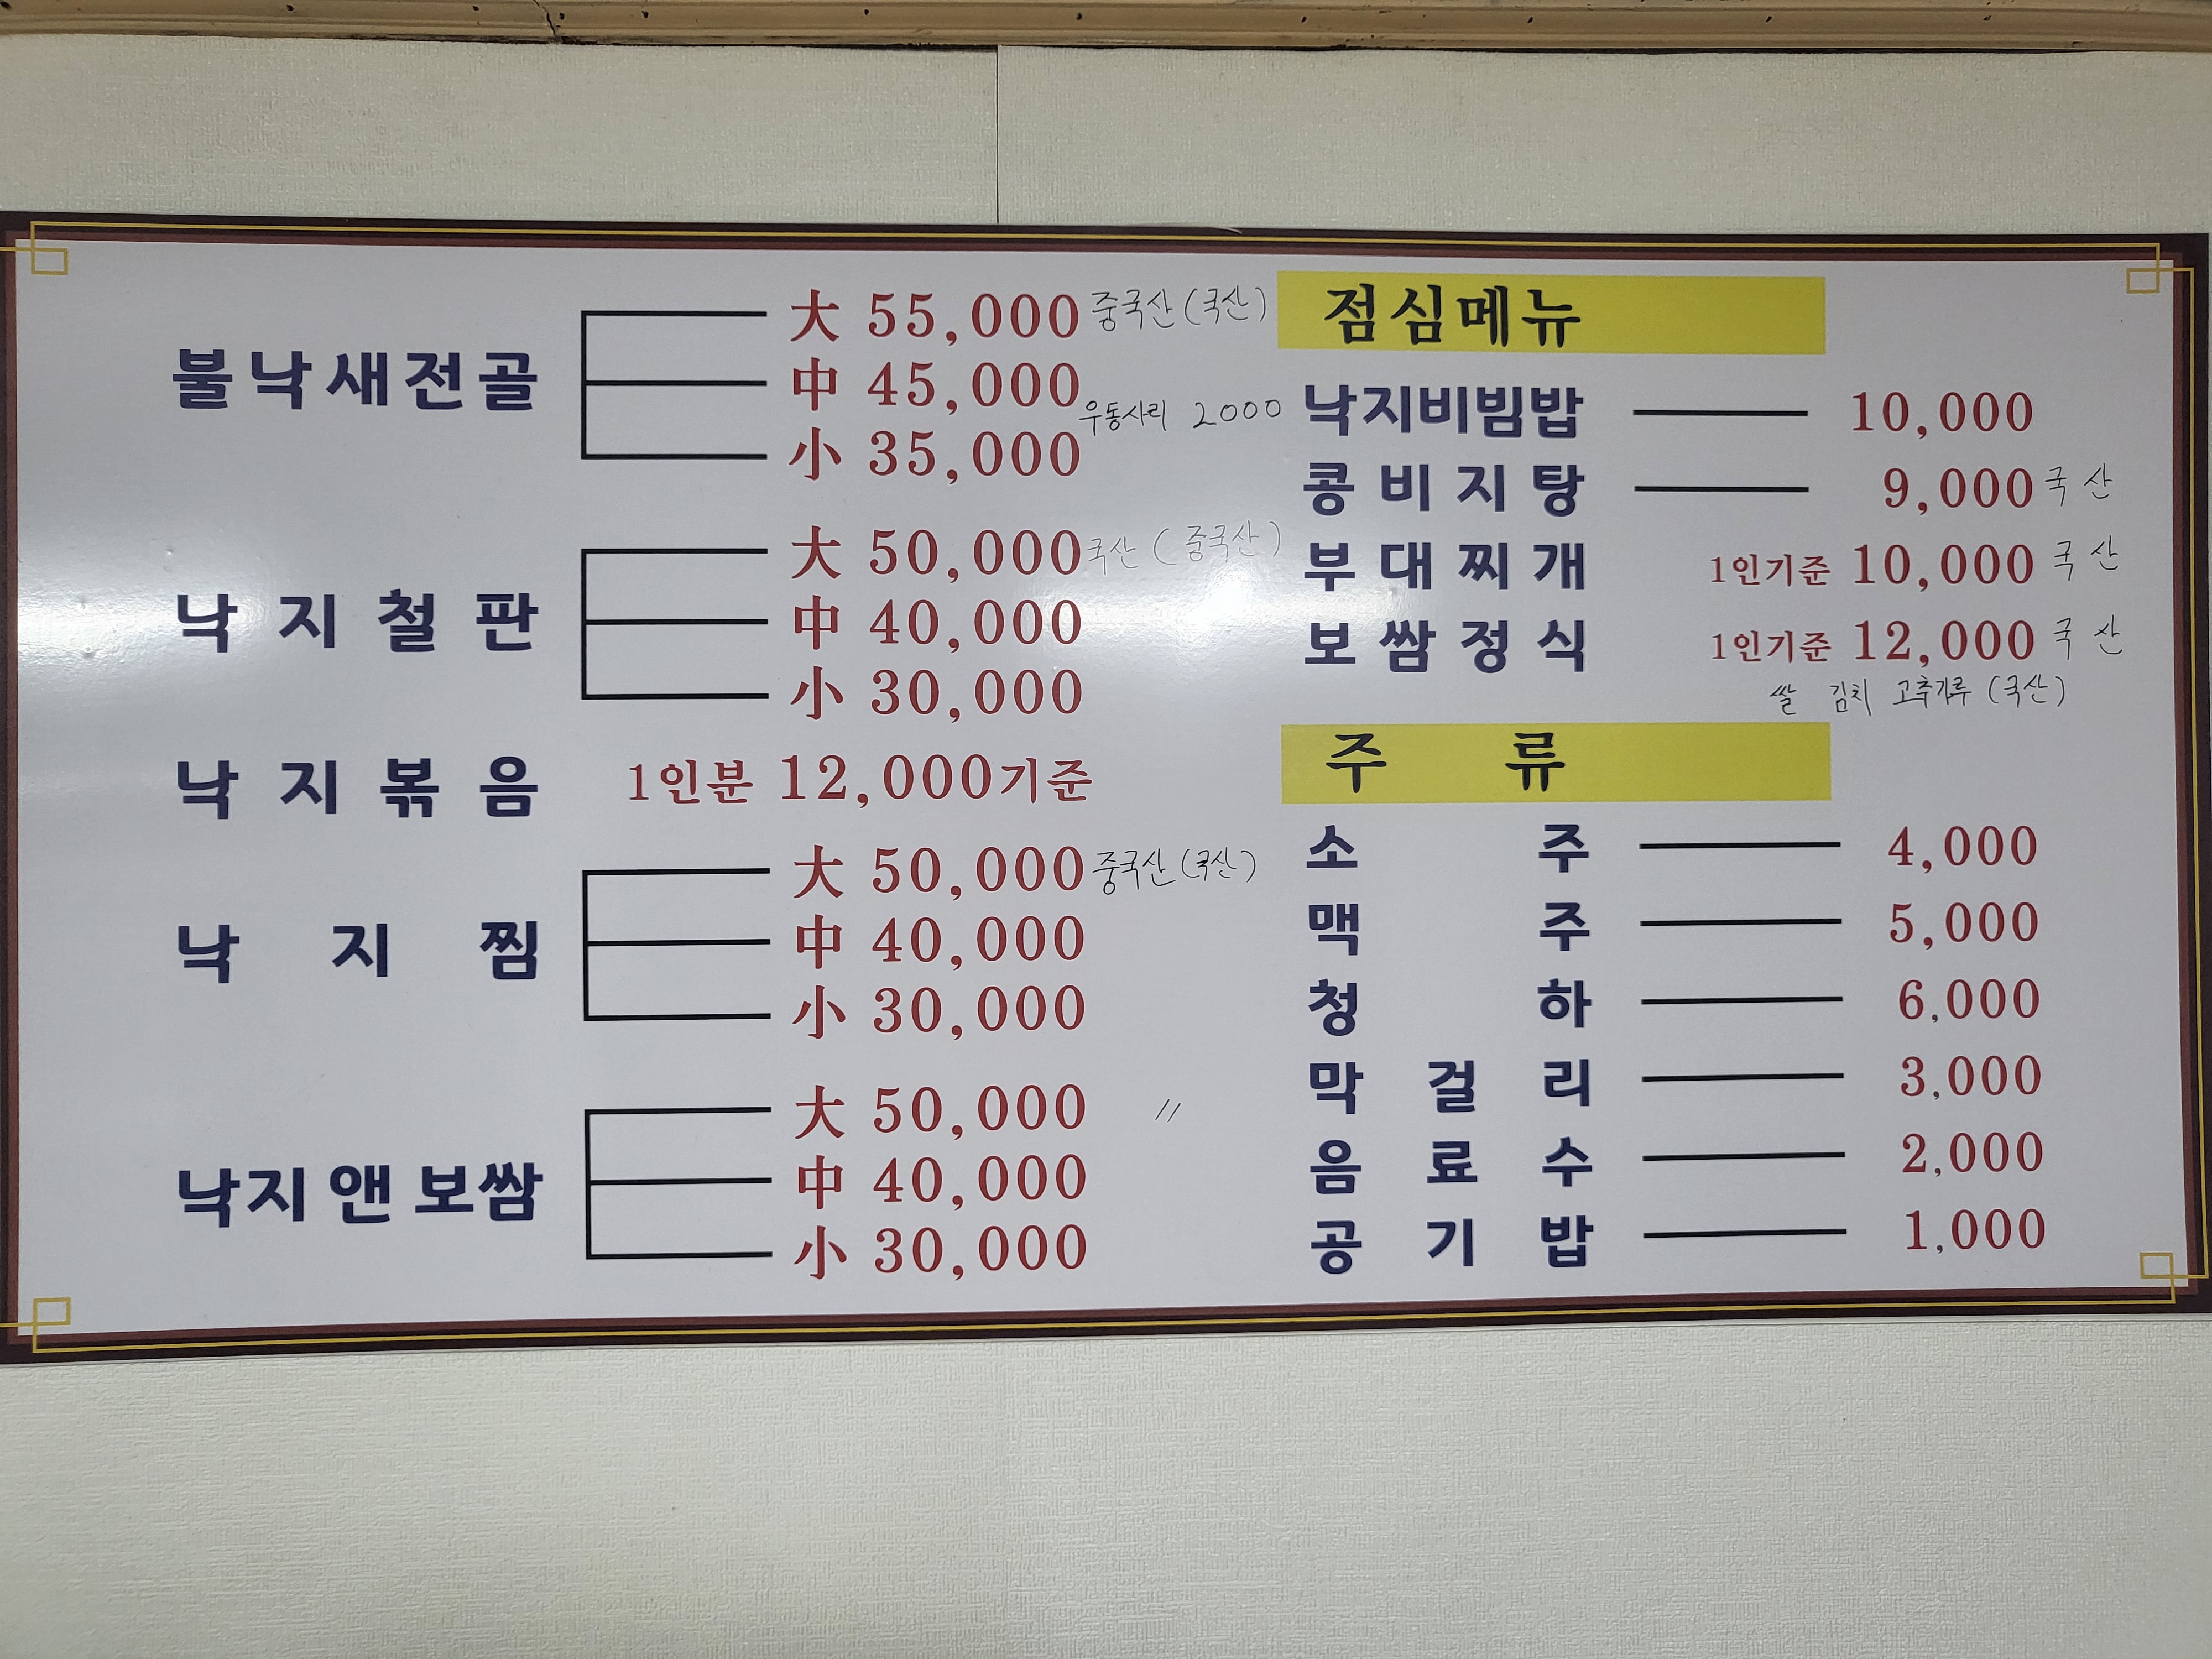 불낙새전골
大 55,000 중국산 (국산)
中 45,000
우동사리 2000
小 35,000
낙지철판
大 50,000 국산 (중국산)
中 40,000
小 30,000
낙지볶음 1인분 12,000기준
낙지찜
大 50,000 중국산 (국산)
中 40,000
小 30,000
낙지앤보쌈
大 50,000 〃
中 40,000
小 30,000
점심메뉴
낙지비빔밥 10,000
콩비지탕 9,000 국산
부대찌개 1인기준 10,000 국산
보쌈정식 1인기준 12,000 국산
쌀 김치 고추가루 (국산)
주류
소주 4,000
맥주 5,000
청하 6,000
막걸리 3,000
음료수 2,000
공기밥 1,000